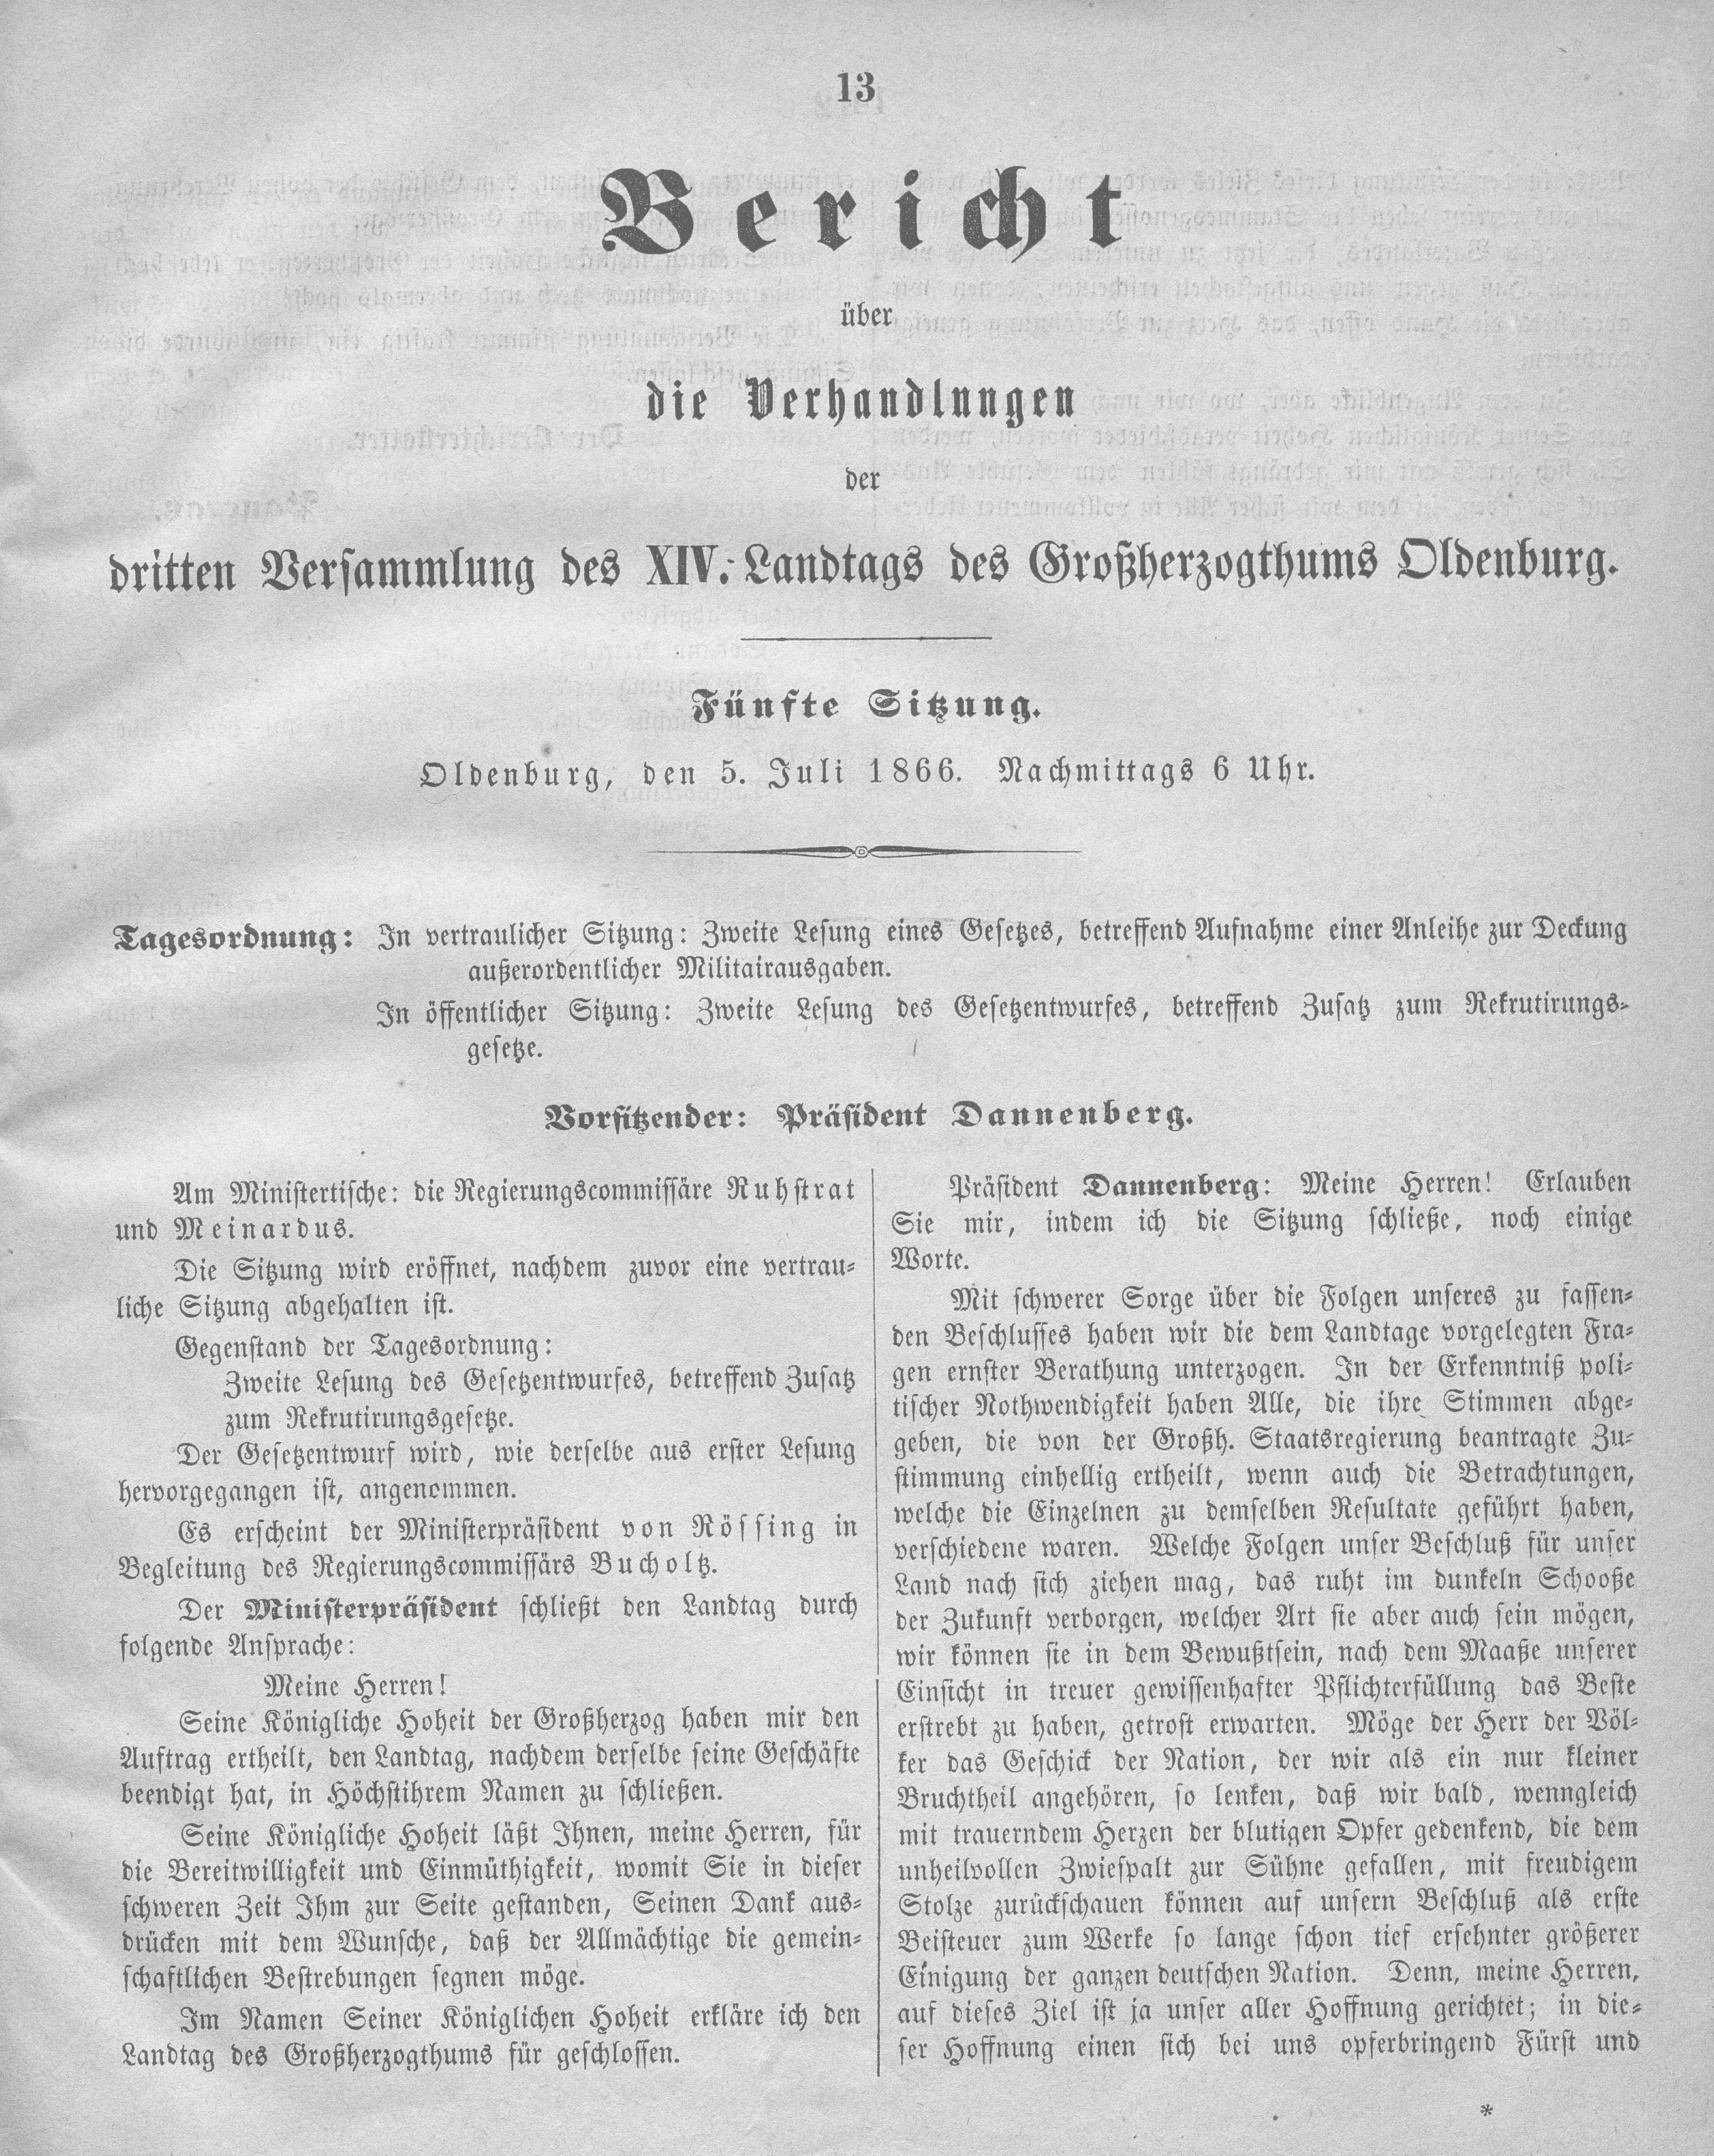 13
Bericht
über
die Verhandlungen
der
dritten Versammlung des XIV. Landtags des Großherzogthums Oldenburg.
Fünfte Sitzung.
Oldenburg, den 5. Juli 1866. Nachmittags 6 Uhr.
Tagesordnung: In vertraulicher Sitzung: Zweite Lesung eines Gesetzes, betreffend Aufnahme einer Anleihe zur Deckung
außerordentlicher Militairausgaben.
In öffentlicher Sitzung: Zweite Lesung des Gesetzentwurfes, betreffend Zusatz zum Rekrutirungs-
gesetze.
Vorsitzender: Präsident Dannenberg.
Am Ministertische: die Regierungscommissäre Ruhstrat
und Meinardus.
Die Sitzung wird eröffnet, nachdem zuvor eine vertrau-
liche Sitzung abgehalten ist.
Gegenstand der Tagesordnung:
Zweite Lesung des Gesetzentwurfes, betreffend Zusatz
zum Rekrutirungsgesetze.
Der Gesetzentwurf wird, wie derselbe aus erster Lesung
hervorgegangen ist, angenommen.
Es erscheint der Ministerpräsident von Rössing in
Begleitung des Regierungscommissärs Bucholtz.
Der Ministerpräsident schließt den Landtag durch
folgende Ansprache:
Meine Herren!
Seine Königliche Hoheit der Großherzog haben mir den
Auftrag ertheilt, den Landtag, nachdem derselbe seine Geschäfte
beendigt hat, in Höchstihrem Namen zu schließen.
Seine Königliche Hoheit läßt Ihnen, meine Herren, für
die Bereitwilligkeit und Einmüthigkeit, womit Sie in dieser
schweren Zeit Ihm zur Seite gestanden, Seinen Dank aus-
drücken mit dem Wunsche, daß der Allmächtige die gemein-
schaftlichen Bestrebungen segnen möge.
Im Namen Seiner Königlichen Hoheit erkläre ich den
Landtag des Großherzogthums für geschlossen.
Präsident Dannenberg: Meine Herren! Erlauben
Sie mir, indem ich die Sitzung schließe, noch einige
Worte.
Mit schwerer Sorge über die Folgen unseres zu fassen-
den Beschlusses haben wir die dem Landtage vorgelegten Fra-
gen ernster Berathung unterzogen. In der Erkenntniß poli-
tischer Nothwendigkeit haben Alle, die ihre Stimmen abge-
geben, die von der Großh. Staatsregierung beantragte Zu-
stimmung einhellig ertheilt, wenn auch die Betrachtungen,
welche die Einzelnen zu demselben Resultate geführt haben,
verschiedene waren. Welche Folgen unser Beschluß für unser
Land nach sich ziehen mag, das ruht im dunkeln Schooße
der Zukunft verborgen, welcher Art sie aber auch sein mögen,
wir können sie in dem Bewußtsein, nach dem Maaße unserer
Einsicht in treuer gewissenhafter Pflichterfüllung das Beste
erstrebt zu haben, getrost erwarten. Möge der Herr der Völ-
ker das Geschick der Nation, der wir als ein nur kleiner
Bruchtheil angehören, so lenken, daß wir bald, wenngleich
mit trauerndem Herzen der blutigen Opfer gedenkend, die dem
unheilvollen Zwiespalt zur Sühne gefallen, mit freudigem
Stolze zurückschauen können auf unsern Beschluß als erste
Beisteuer zum Werke so lange schon tief ersehnter größerer
Einigung der ganzen deutschen Nation. Denn, meine Herren,
auf dieses Ziel ist ja unser aller Hoffnung gerichtet; in die-
ser Hoffnung einen sich bei uns opferbringend Fürst und
*